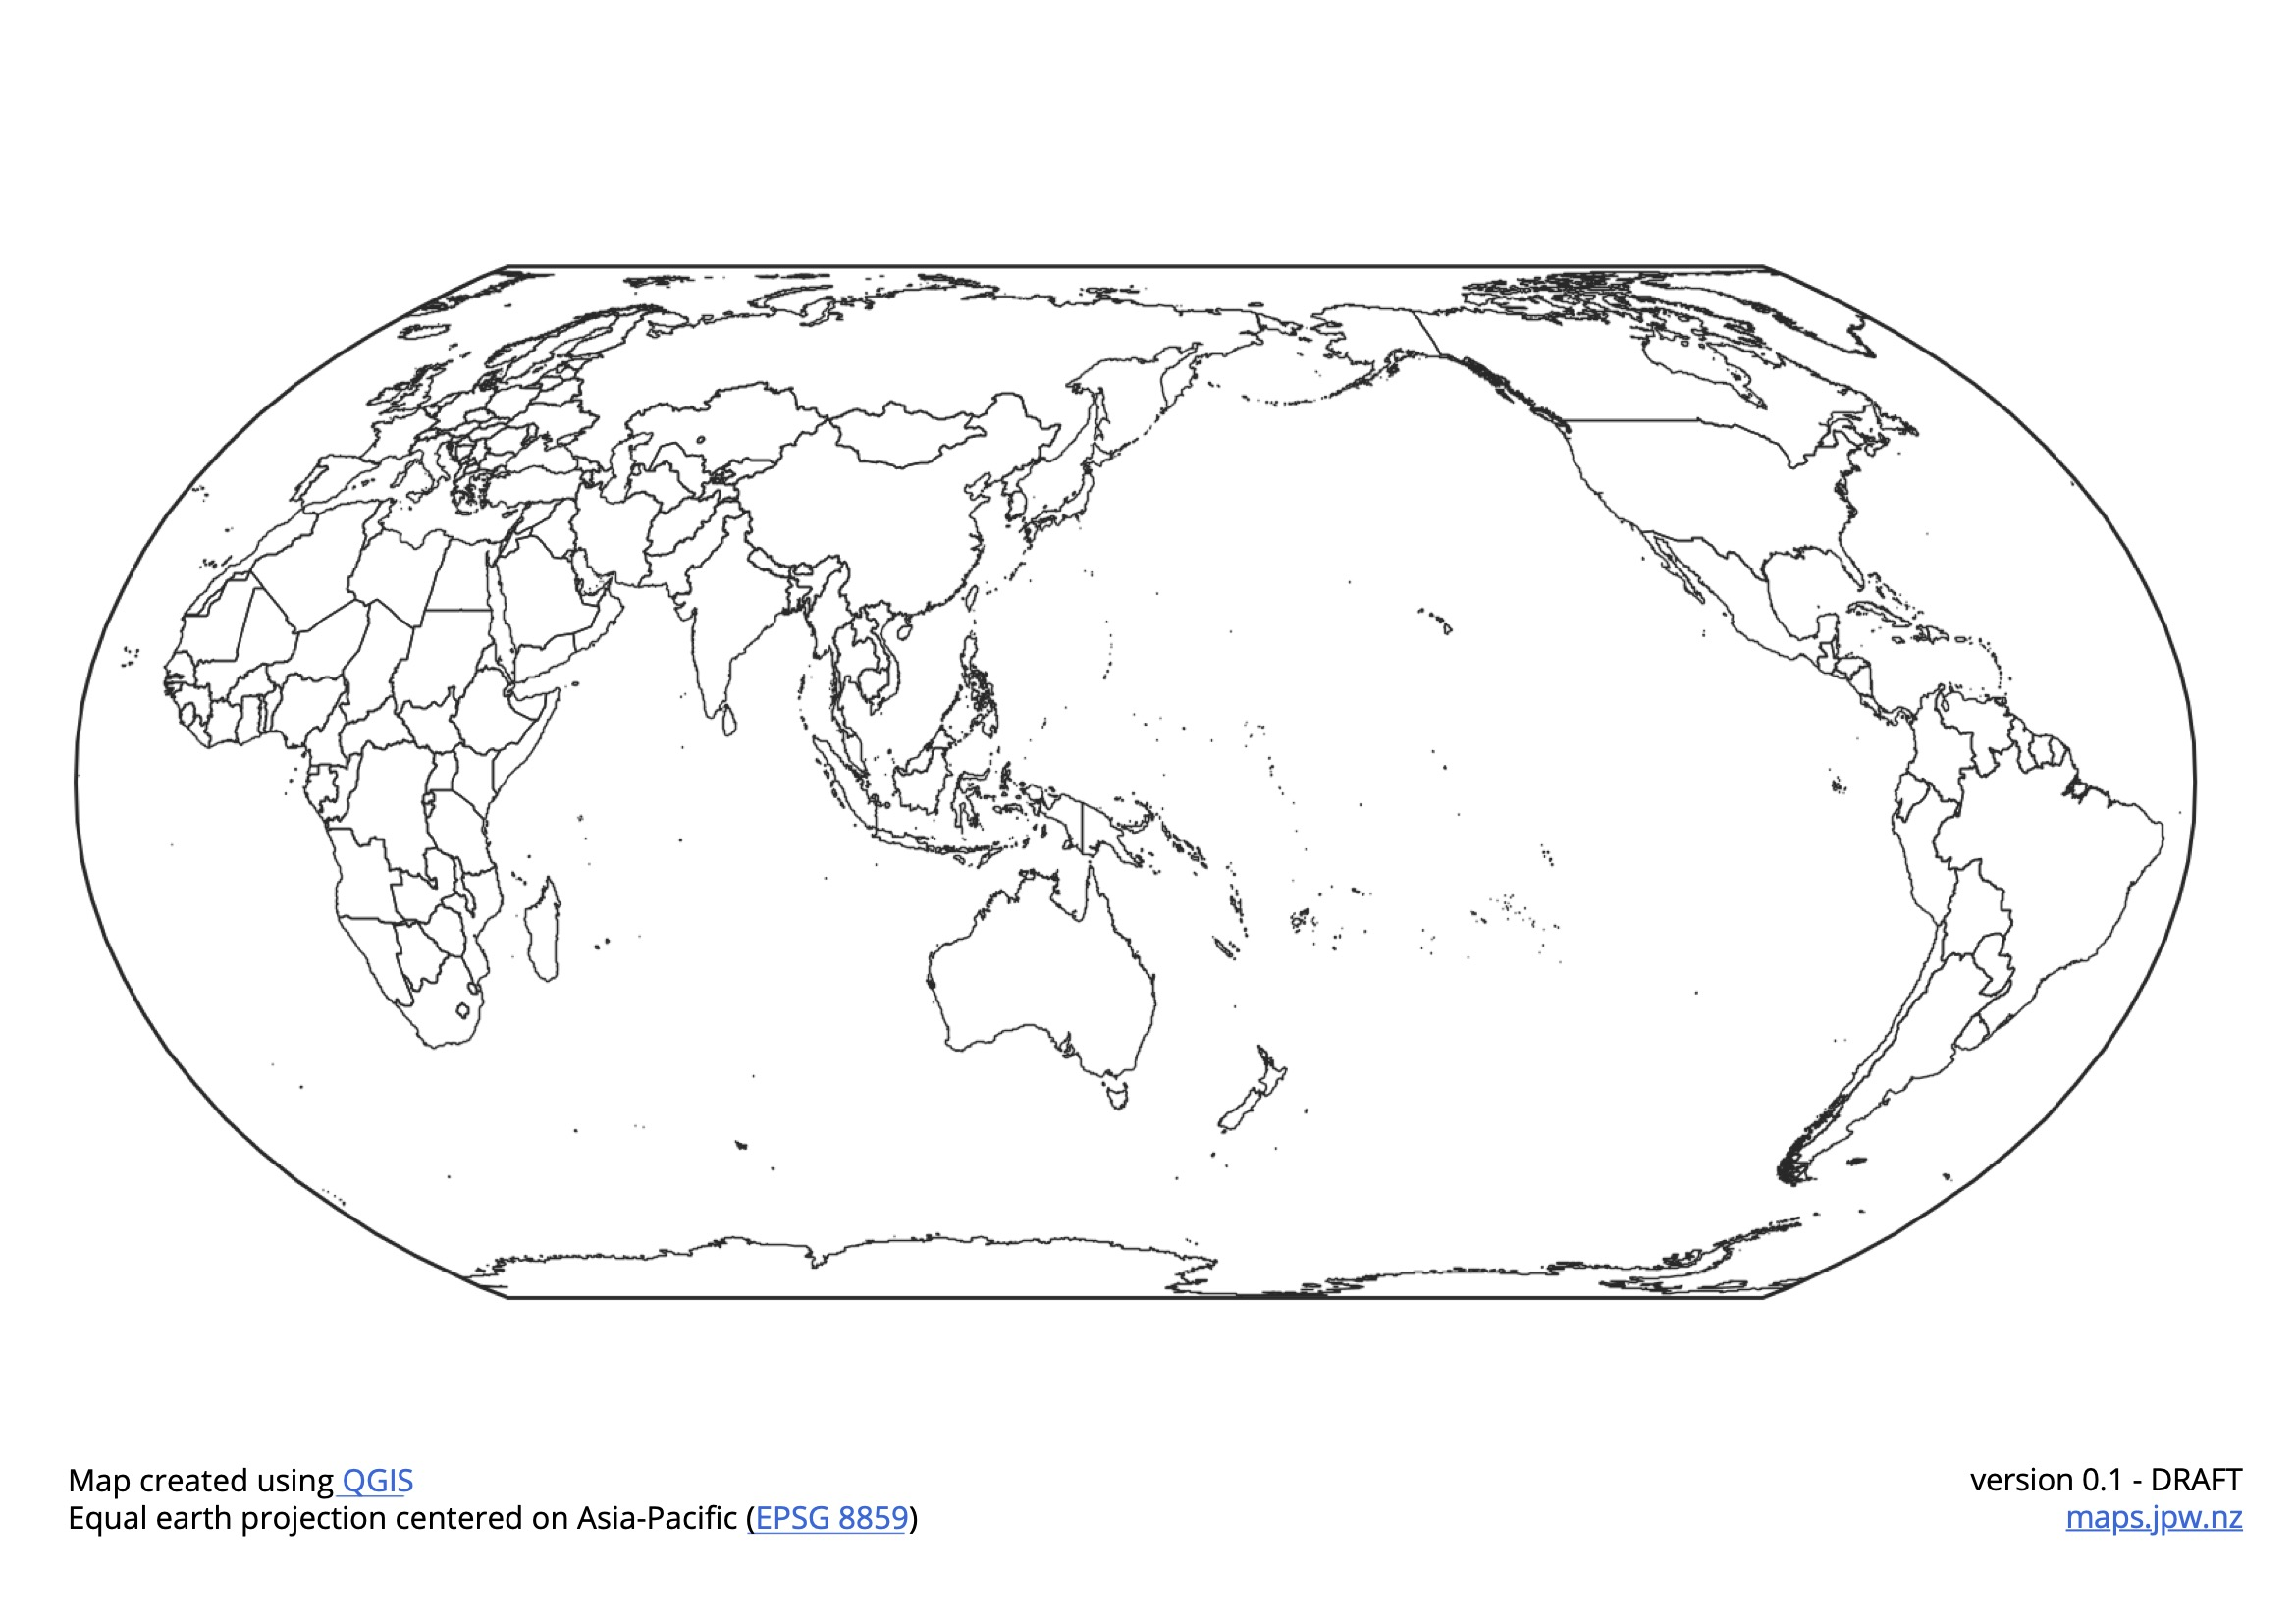 Map created using QGIS
Equal earth projection centered on Asia-Pacific (EPSG 8859)
version 0.1 - DRAFT
maps.jpw.nz